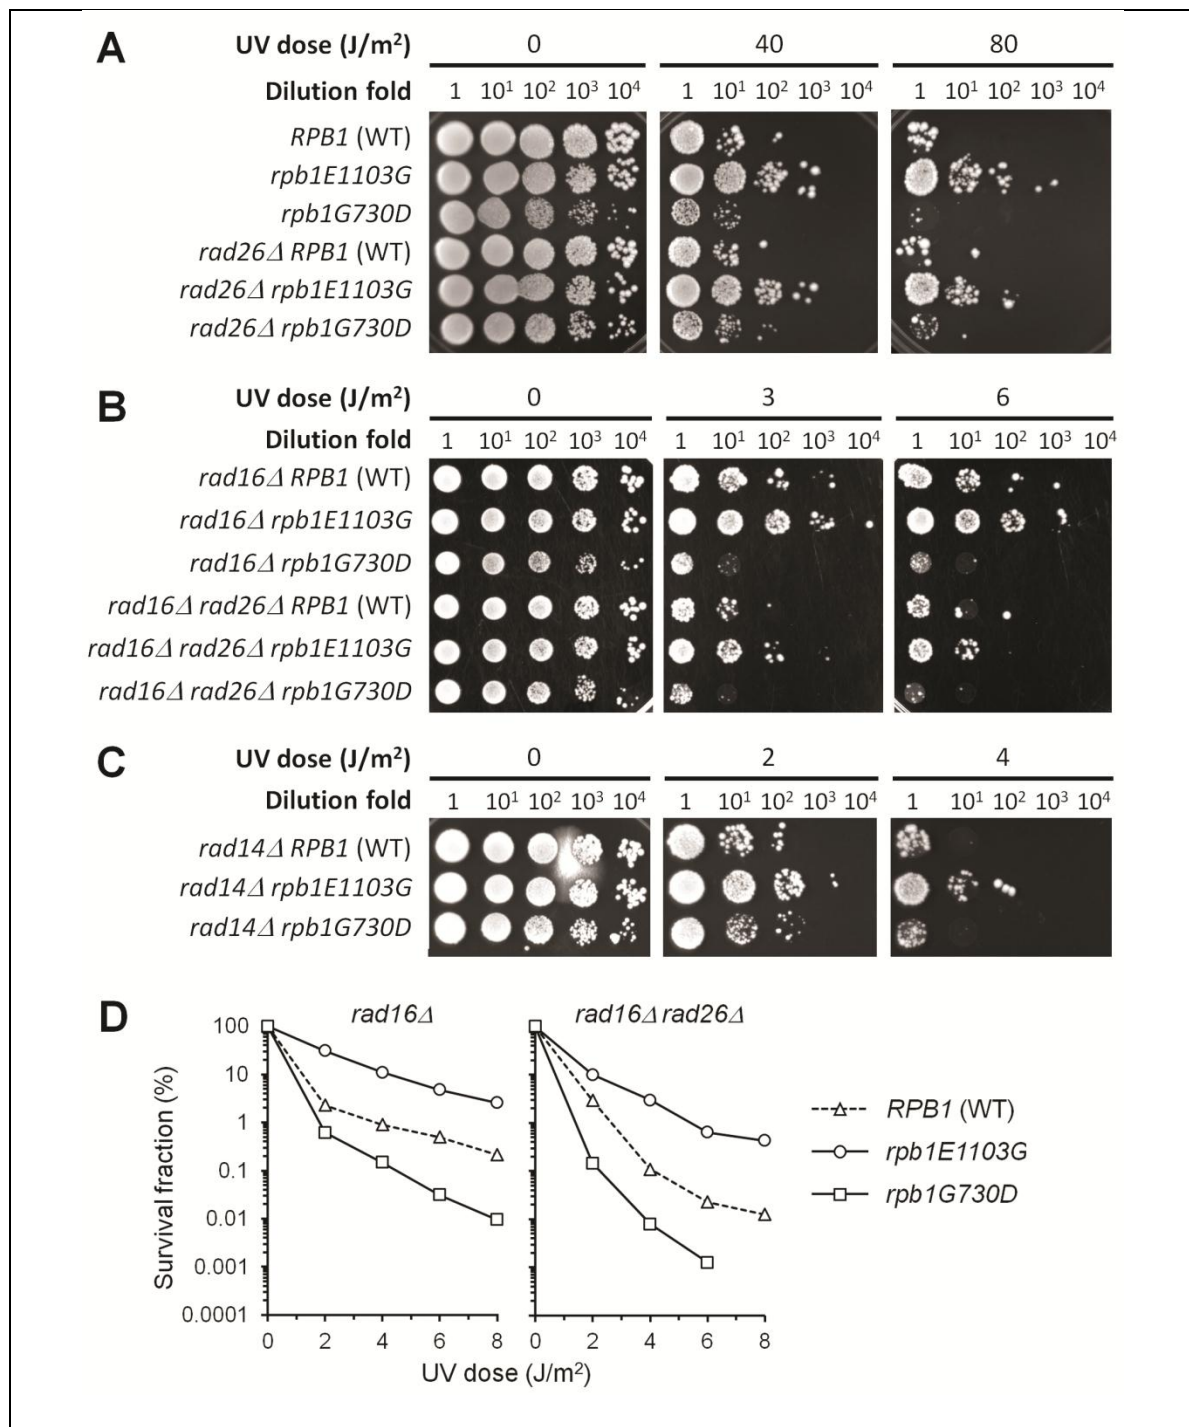 A
UV dose (J/m²) 0 40 80
Dilution fold 1 10¹ 10² 10³ 10⁴ 1 10¹ 10² 10³ 10⁴ 1 10¹ 10² 10³ 10⁴
RPB1 (WT)
rpb1E1103G
rpb1G730D
rad26Δ RPB1 (WT)
rad26Δ rpb1E1103G
rad26Δ rpb1G730D
B
UV dose (J/m²) 0 3 6
Dilution fold 1 10¹ 10² 10³ 10⁴ 1 10¹ 10² 10³ 10⁴ 1 10¹ 10² 10³ 10⁴
rad16Δ RPB1 (WT)
rad16Δ rpb1E1103G
rad16Δ rpb1G730D
rad16Δ rad26Δ RPB1 (WT)
rad16Δ rad26Δ rpb1E1103G
rad16Δ rad26Δ rpb1G730D
C
UV dose (J/m²) 0 2 4
Dilution fold 1 10¹ 10² 10³ 10⁴ 1 10¹ 10² 10³ 10⁴ 1 10¹ 10² 10³ 10⁴
rad14Δ RPB1 (WT)
rad14Δ rpb1E1103G
rad14Δ rpb1G730D
D
rad16Δ rad16Δ rad26Δ
Survival fraction (%)
100
10
1
0.1
0.01
0.001
0.0001
0 2 4 6 8 0 2 4 6 8
UV dose (J/m²)
RPB1 (WT)
rpb1E1103G
rpb1G730D